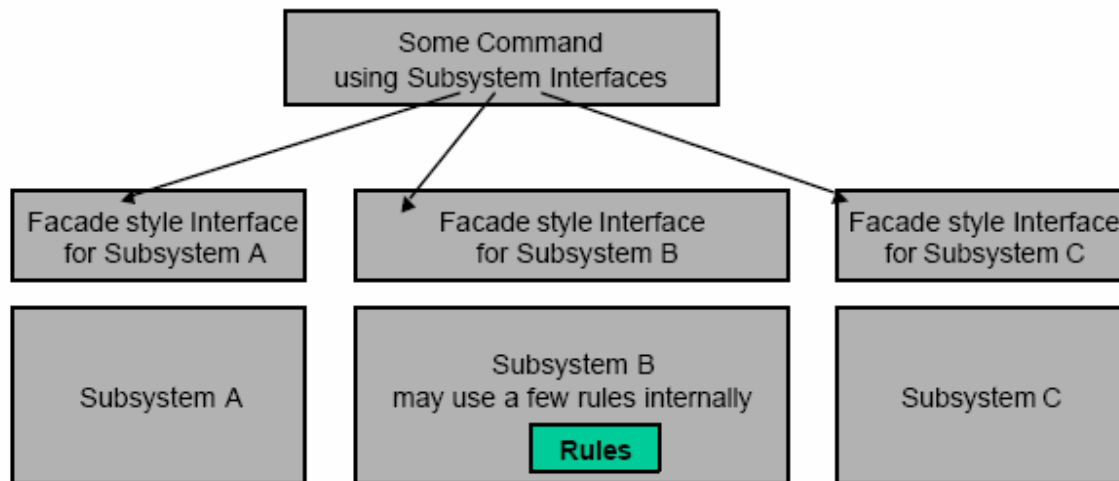 Some Command
using Subsystem Interfaces
Facade style Interface
for Subsystem A
Facade style Interface
for Subsystem B
Facade style Interface
for Subsystem C
Subsystem A
Subsystem B
may use a few rules internally
Rules
Subsystem C